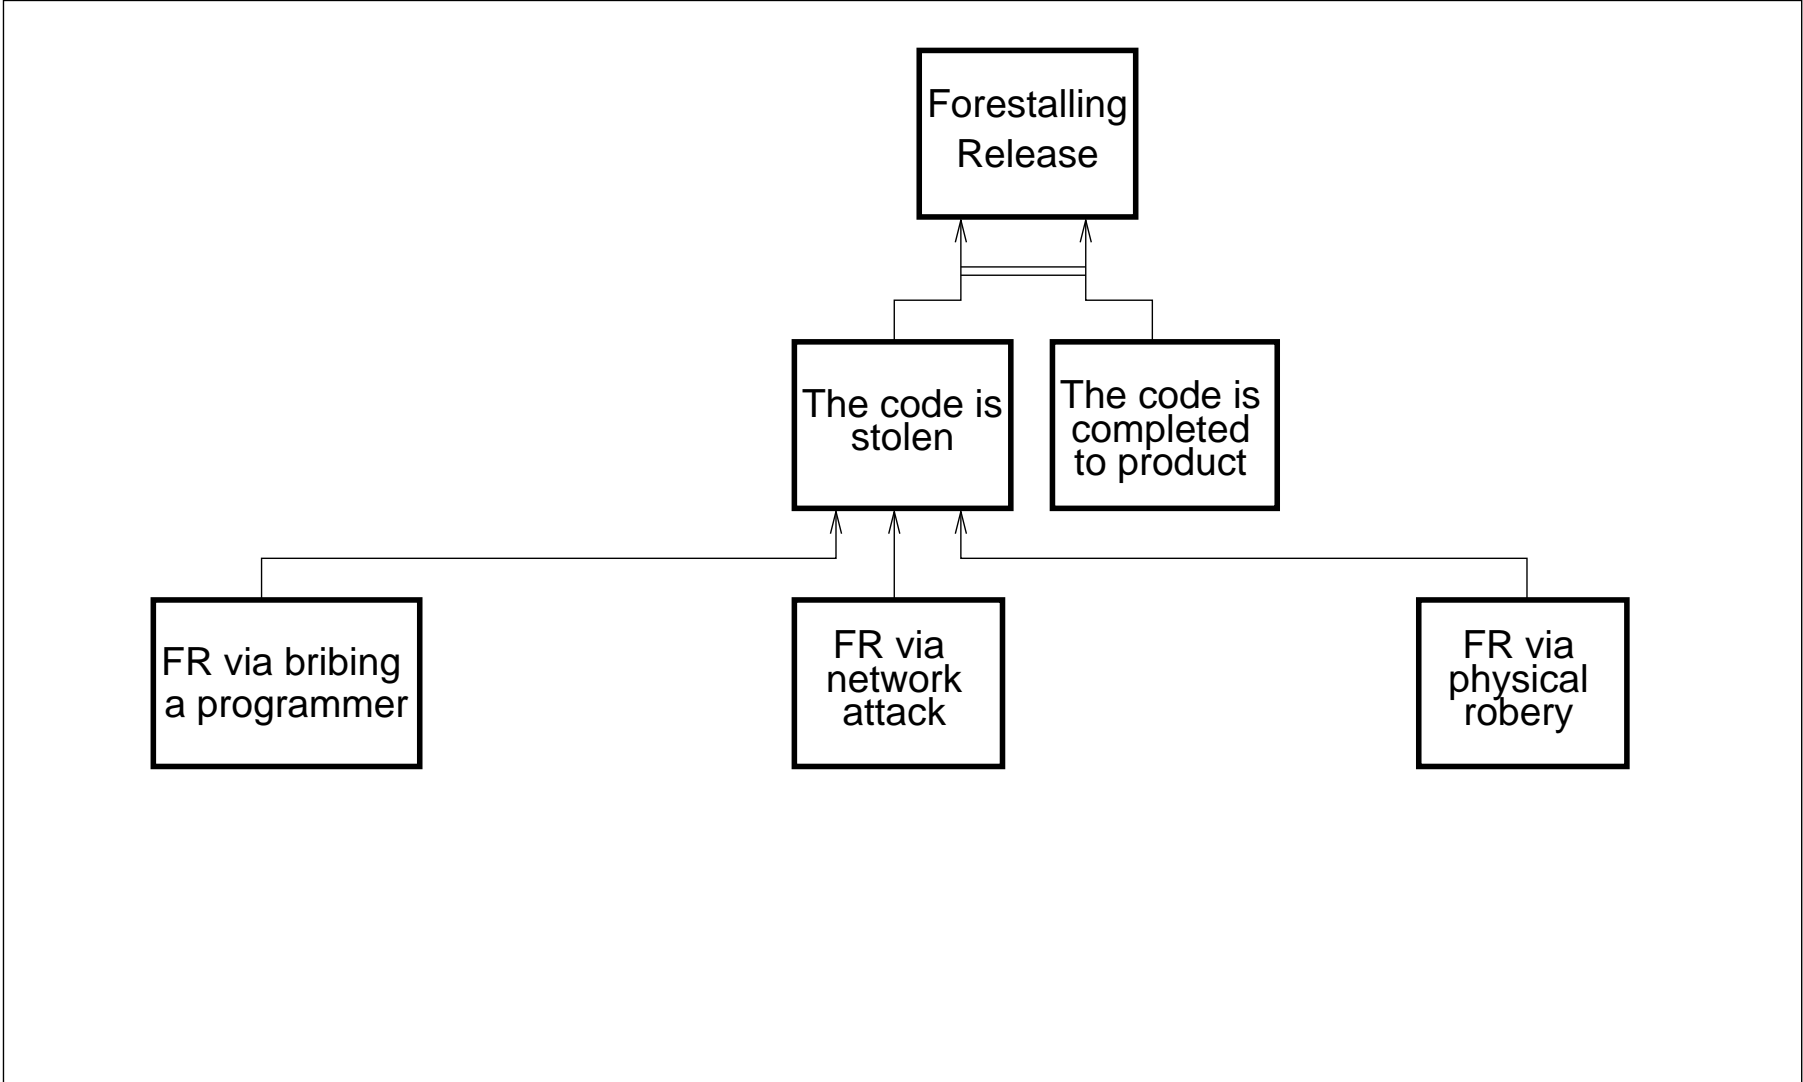 Forestalling
Release
The code is
stolen
The code is
completed
to product
FR via bribing
a programmer
FR via
network
attack
FR via
physical
robery